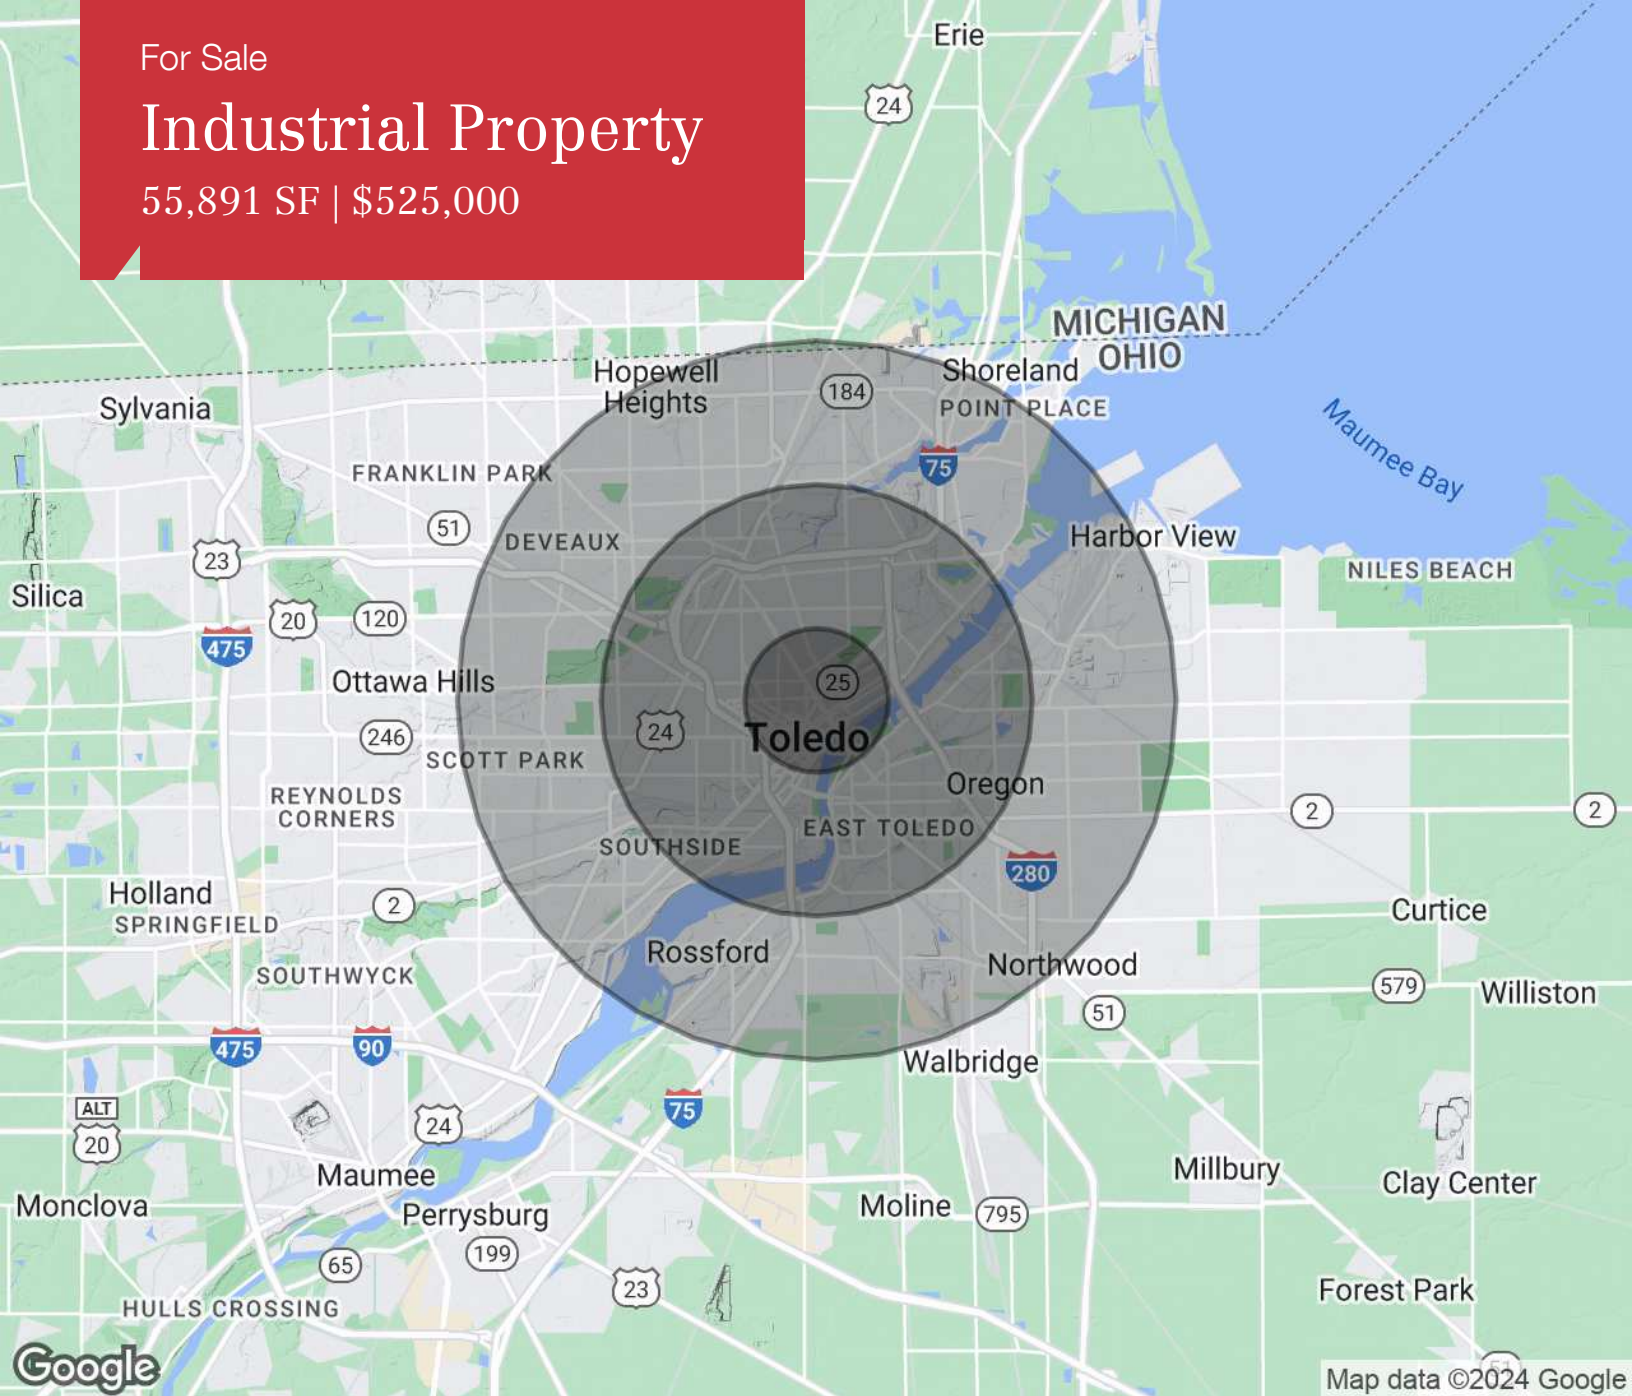 For Sale
Industrial Property
55,891 SF | $525,000
Erie
24
MICHIGAN
OHIO
Hopewell
Heights
Shoreland
184
POINT PLACE
Sylvania
Maumee Bay
FRANKLIN PARK
75
51
DEVEAUX
Harbor View
23
NILES BEACH
Silica
20
120
475
Ottawa Hills
25
24
246
Toledo
SCOTT PARK
Oregon
REYNOLDS
CORNERS
2
2
EAST TOLEDO
SOUTHSIDE
280
Holland
2
SPRINGFIELD
Curtice
Rossford
Northwood
SOUTHWYCK
579
Williston
51
475
90
Walbridge
ALT
20
75
24
Maumee
Millbury
Clay Center
Monclova
Perrysburg
Moline
795
199
65
23
Forest Park
HULLS CROSSING
51
Google
Map data ©2024 Google